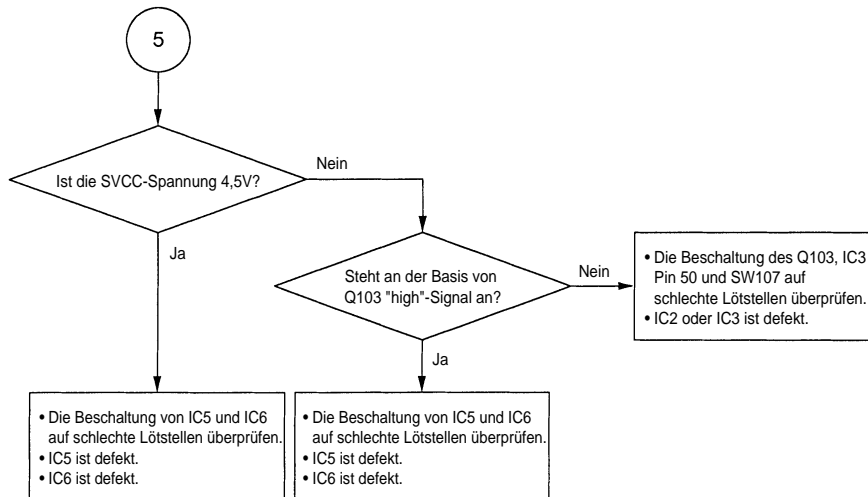 5
Ist die SVCC-Spannung 4,5V?
Nein
Ja
Steht an der Basis von
Q103 "high"-Signal an?
Nein
Ja
• Die Beschaltung des Q103, IC3
Pin 50 und SW107 auf
schlechte Lötstellen überprüfen.
• IC2 oder IC3 ist defekt.
• Die Beschaltung von IC5 und IC6
auf schlechte Lötstellen überprüfen.
• IC5 ist defekt.
• IC6 ist defekt.
• Die Beschaltung von IC5 und IC6
auf schlechte Lötstellen überprüfen.
• IC5 ist defekt.
• IC6 ist defekt.